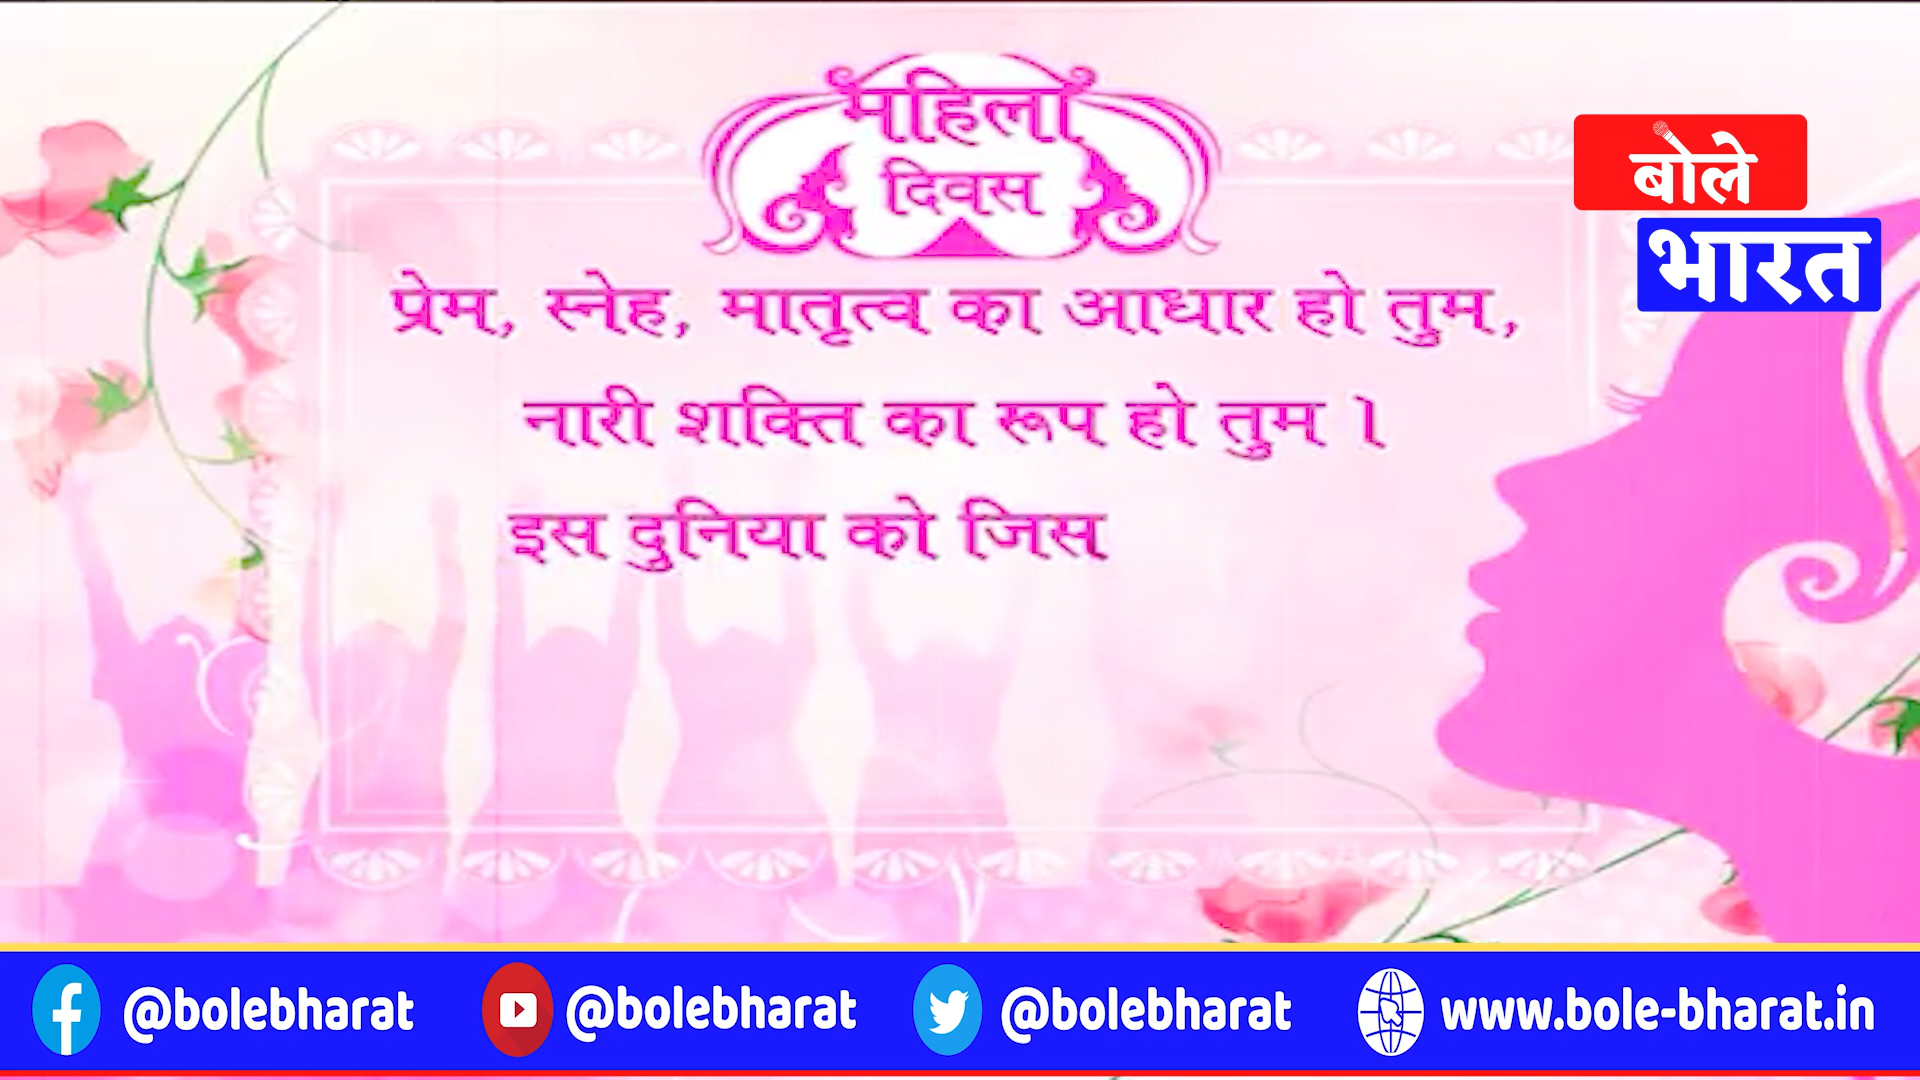 महिला
दिवस
बोले
भारत
प्रेम, स्नेह, मातृत्व का आधार हो तुम,
नारी शक्ति का रूप हो तुम ।
इस दुनिया को जिस
@bolebharat
@bolebharat
@bolebharat
www.bole-bharat.in